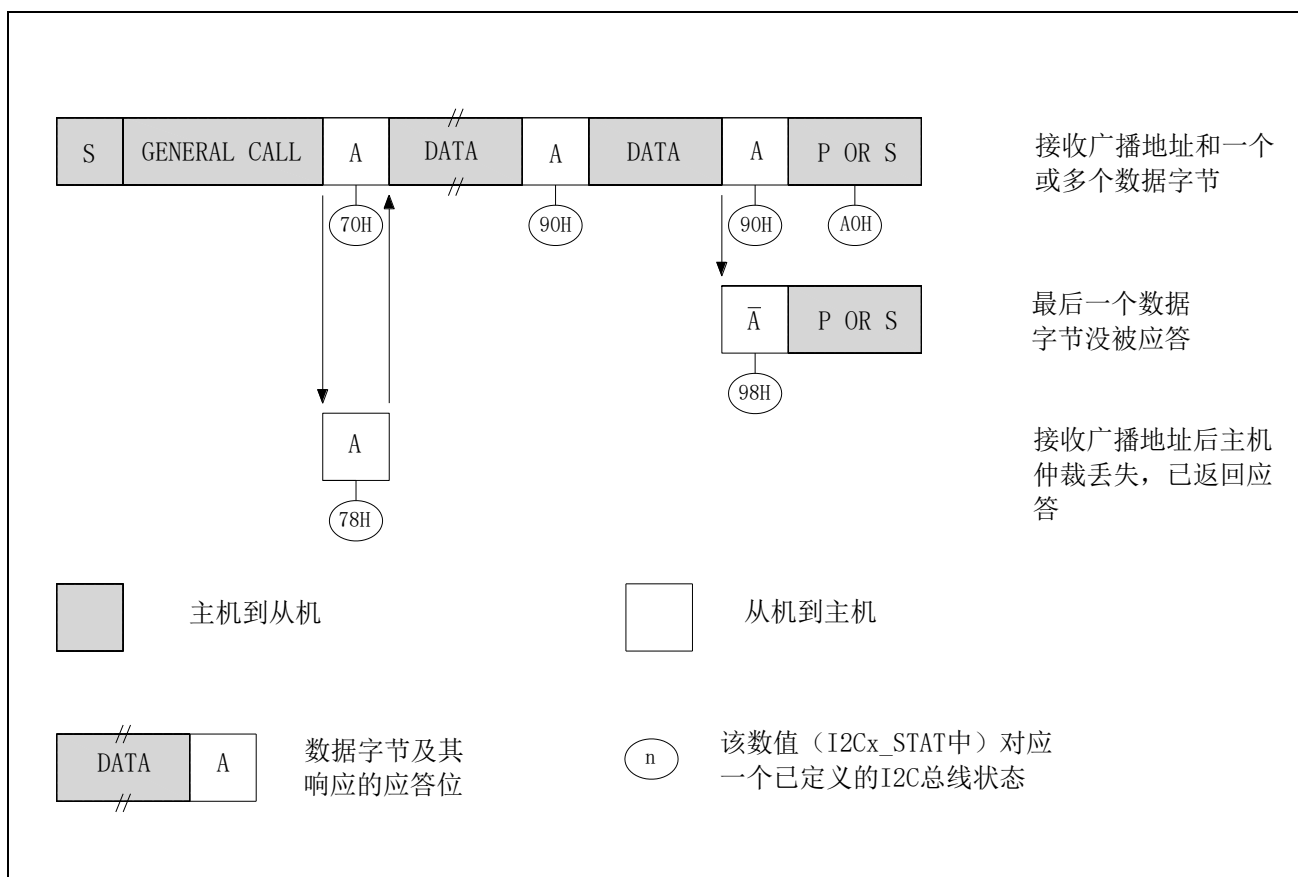 S GENERAL CALL A DATA A DATA A P OR S
接收广播地址和一个
或多个数据字节
70H 90H 90H A0H
A̅ P OR S
最后一个数据
字节没被应答
98H
A
接收广播地址后主机
仲裁丢失，已返回应
答
78H
主机到从机
从机到主机
DATA A
数据字节及其
响应的应答位
n
该数值（I2Cx_STAT中）对应
一个已定义的I2C总线状态